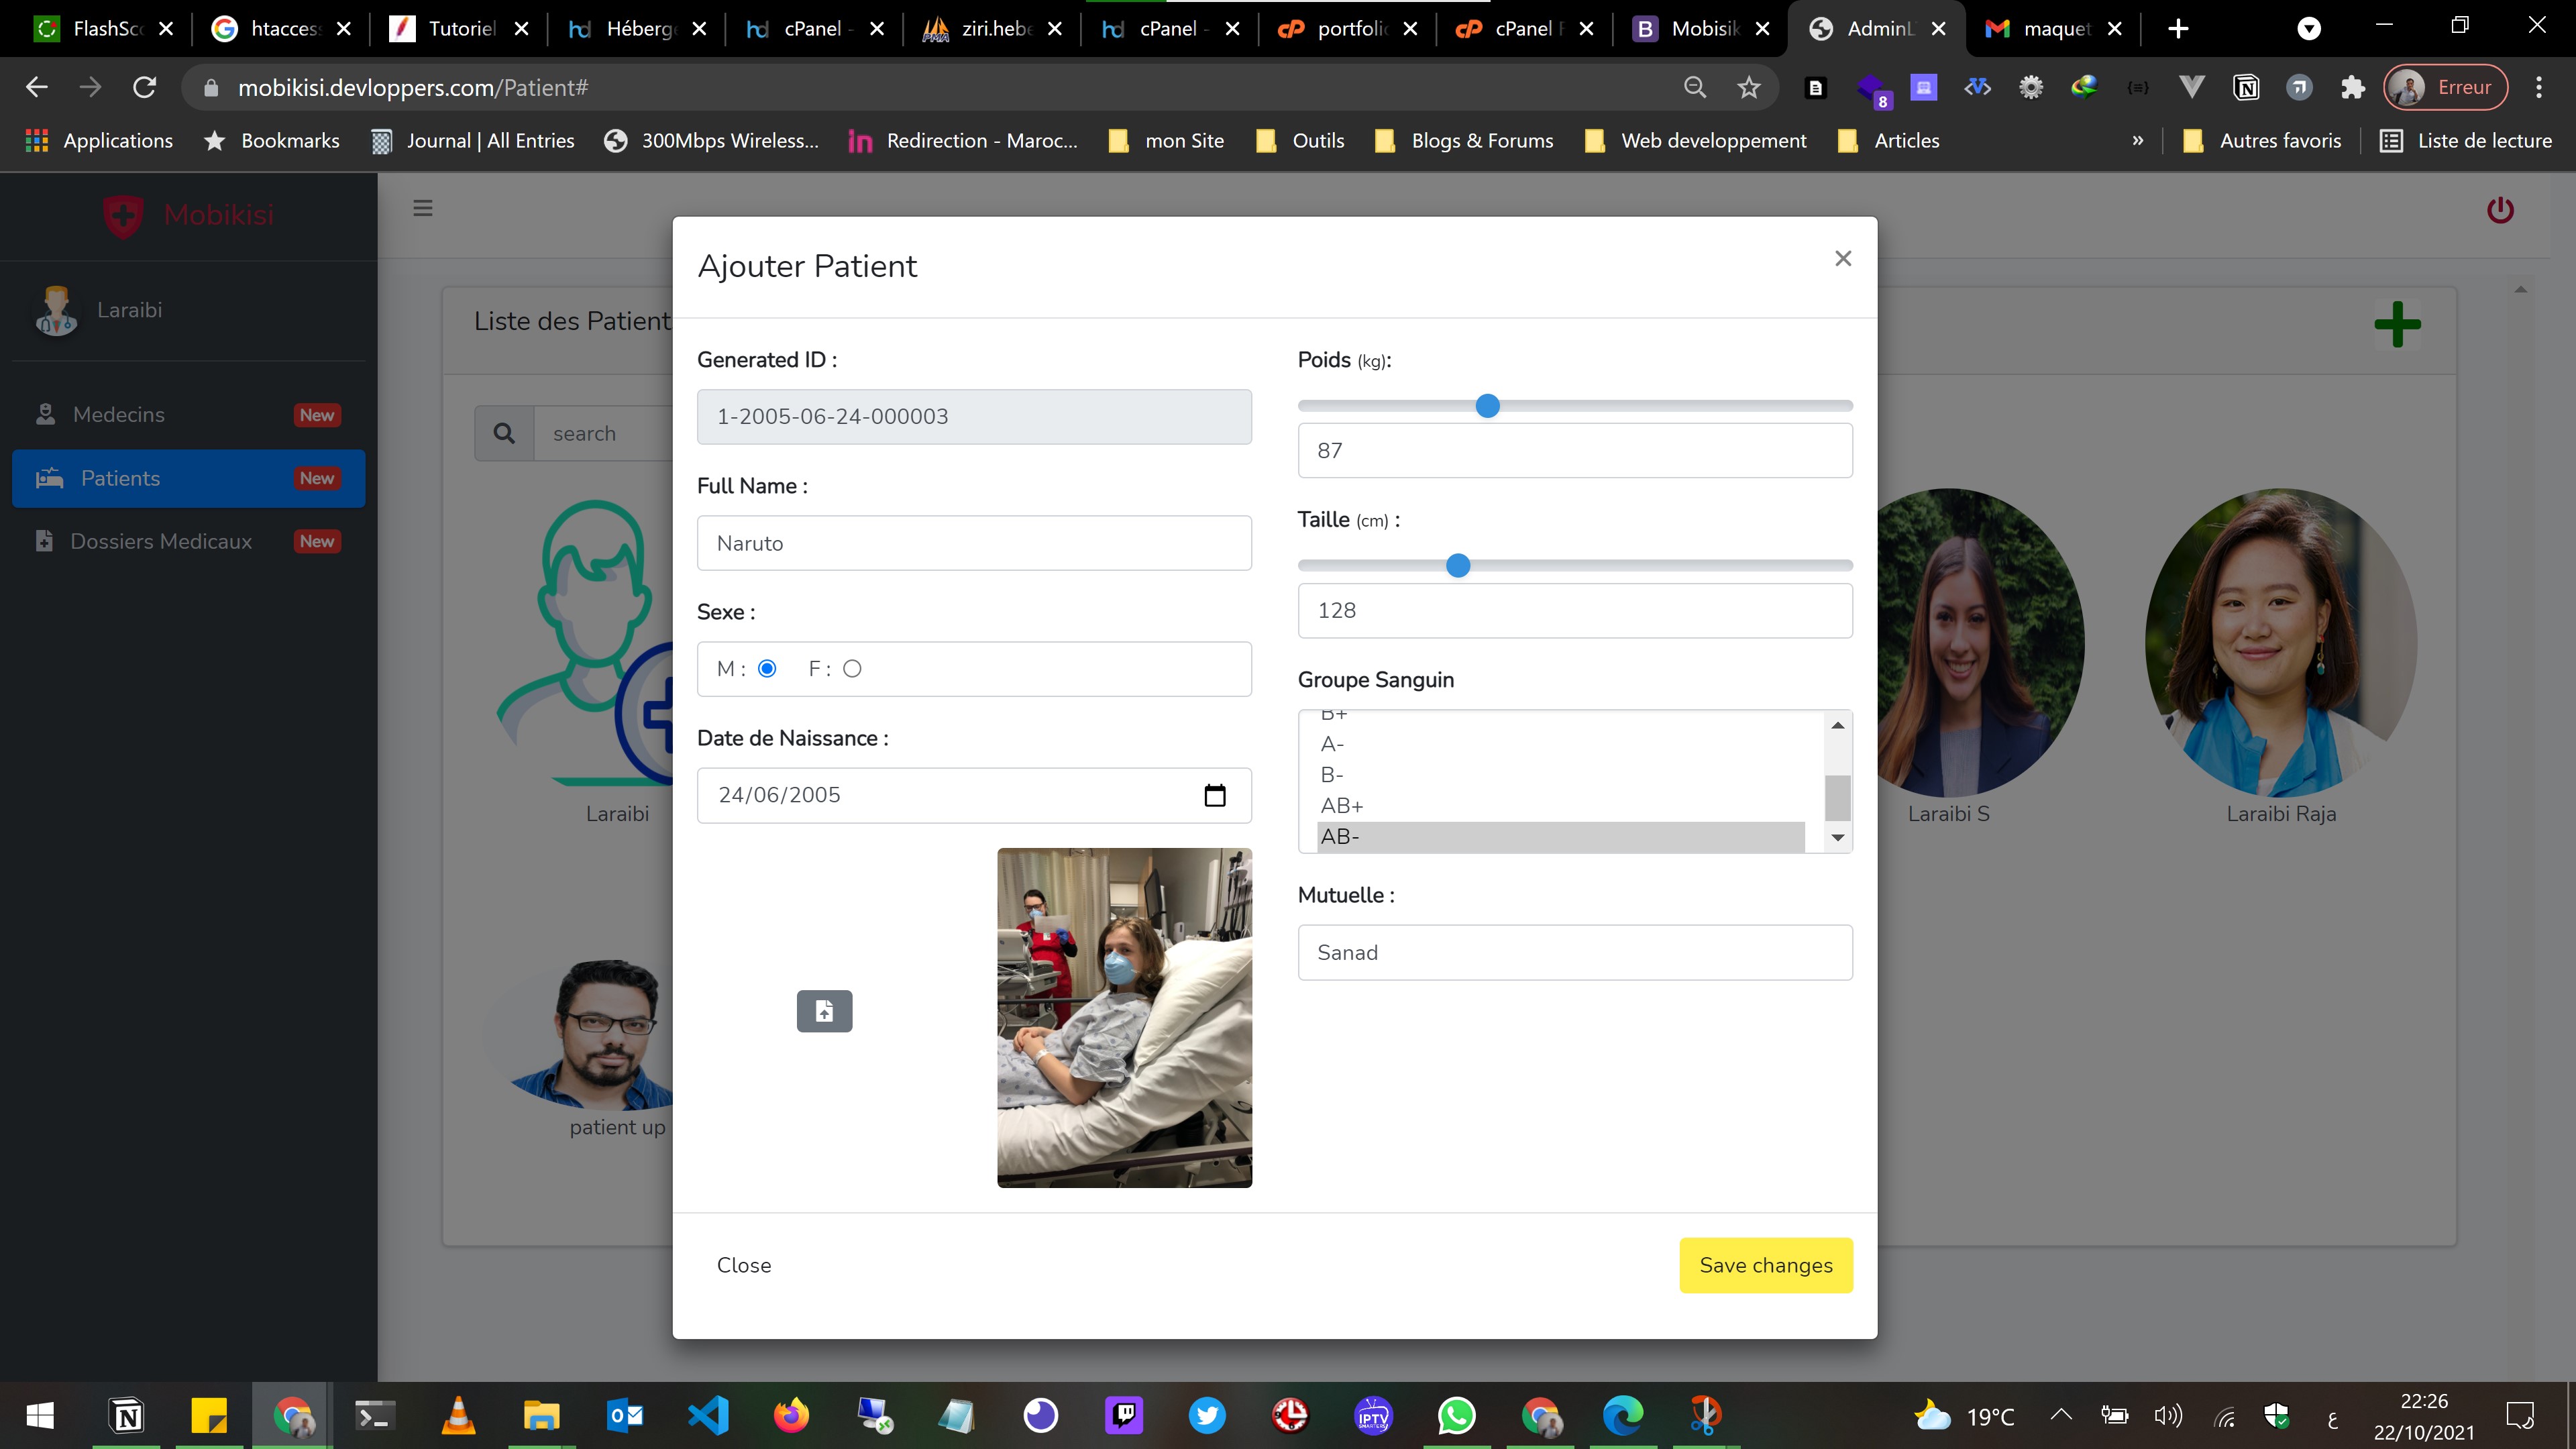 FlashSc
htacces
Tutoriel
Héberg
cPanel -
ziri.hebe
cPanel -
portfoli
cPanel F
Mobisik
AdminL
maquet
mobikisi.devloppers.com/Patient#
8
Erreur
Applications
Bookmarks
Journal | All Entries
300Mbps Wireless...
Redirection - Maroc...
mon Site
Outils
Blogs & Forums
Web developpement
Articles
»
Autres favoris
Liste de lecture
Mobikisi
Laraibi
Medecins New
Patients New
Dossiers Medicaux New
Liste des Patient
search
Laraibi
patient up
Laraibi S
Laraibi Raja
Ajouter Patient
×
Generated ID :
1-2005-06-24-000003
Full Name :
Naruto
Sexe :
M : F :
Date de Naissance :
24/06/2005
Poids (kg):
87
Taille (cm) :
128
Groupe Sanguin
B+
A-
B-
AB+
AB-
Mutuelle :
Sanad
Close
Save changes
19°C
ع
22:26
22/10/2021